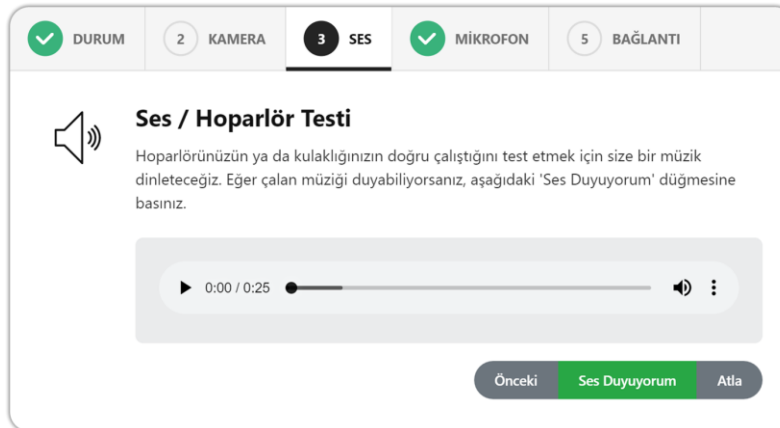 DURUM 2 KAMERA 3 SES MİKROFON 5 BAĞLANTI
Ses / Hoparlör Testi
Hoparlörünüzün ya da kulaklığınızın doğru çalıştığını test etmek için size bir müzik
dinleteceğiz. Eğer çalan müziği duyabiliyorsanız, aşağıdaki 'Ses Duyuyorum' düğmesine
basınız.
0:00 / 0:25
Önceki Ses Duyuyorum Atla